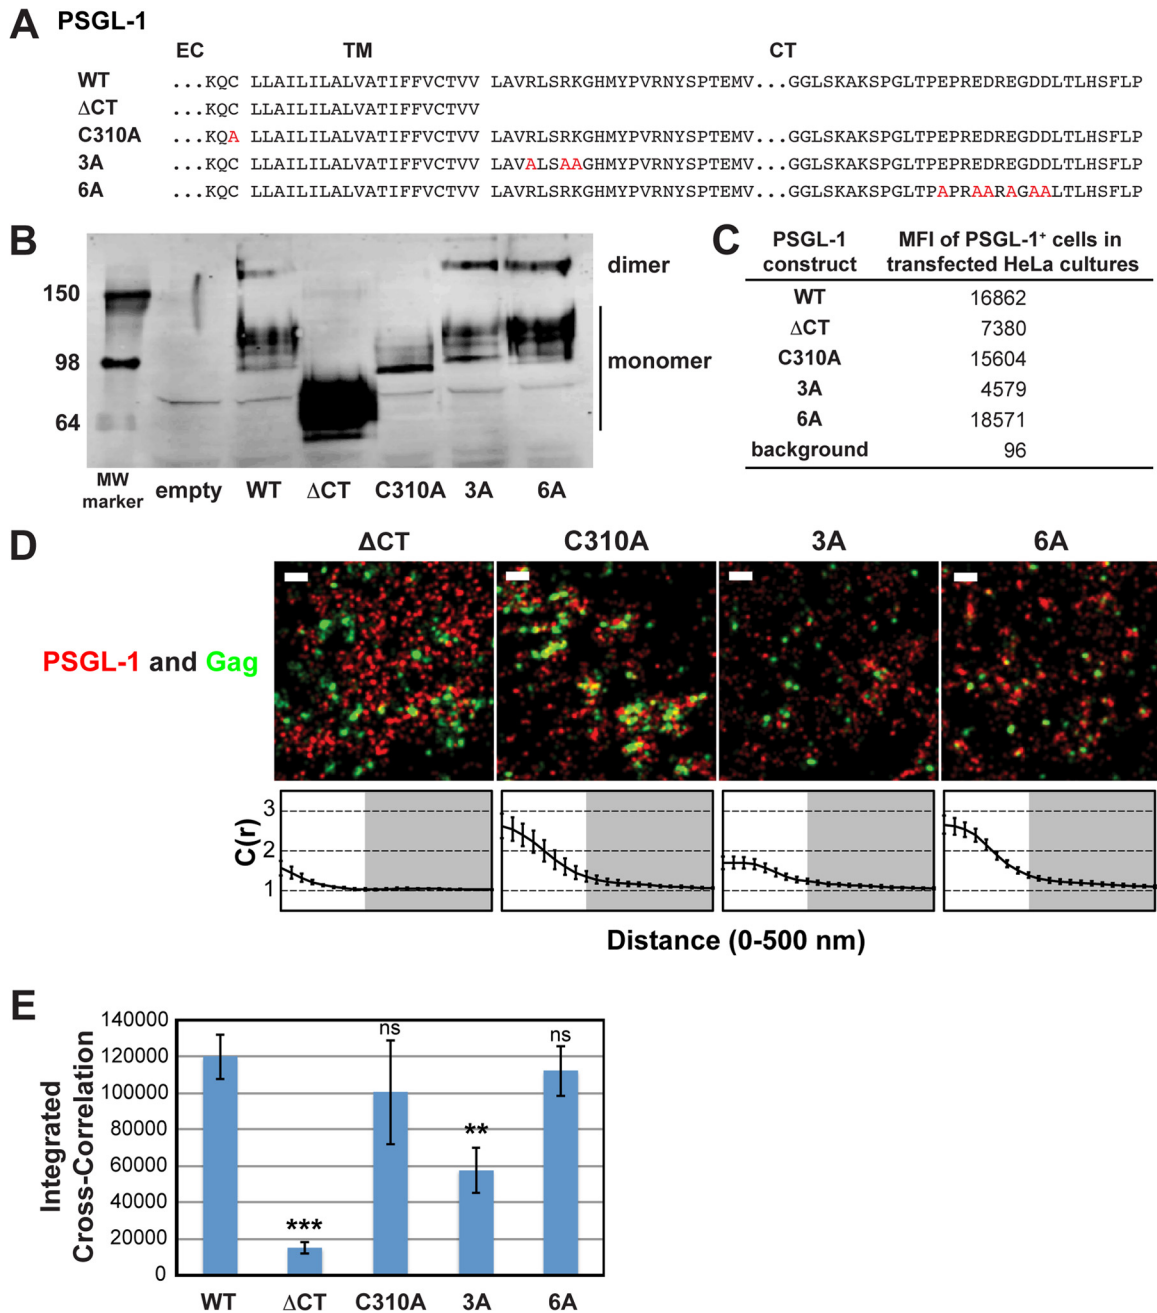 A PSGL-1
EC TM CT
WT ...KQC LLAILILALVATIFFVCTVV LAVRLSRKGHMYPVRNYSPTEMV...GGLSKAKSPGLTPEPREDREGDDLTLHSFLP
ΔCT ...KQC LLAILILALVATIFFVCTVV
C310A ...KQA LLAILILALVATIFFVCTVV LAVRLSRKGHMYPVRNYSPTEMV...GGLSKAKSPGLTPEPREDREGDDLTLHSFLP
3A ...KQC LLAILILALVATIFFVCTVV LAVALSAAGHMYPVRNYSPTEMV...GGLSKAKSPGLTPEPREDREGDDLTLHSFLP
6A ...KQC LLAILILALVATIFFVCTVV LAVRLSRKGHMYPVRNYSPTEMV...GGLSKAKSPGLTPAPRAARAGAALTLHSFLP
B
150
98
64
dimer
monomer
MW marker empty WT ΔCT C310A 3A 6A
C
PSGL-1 construct MFI of PSGL-1⁺ cells in transfected HeLa cultures
WT 16862
ΔCT 7380
C310A 15604
3A 4579
6A 18571
background 96
D
ΔCT C310A 3A 6A
PSGL-1 and Gag
C(r)
3
2
1
Distance (0-500 nm)
E
Integrated Cross-Correlation
140000
120000
100000
80000
60000
40000
20000
0
*** ns ** ns
WT ΔCT C310A 3A 6A